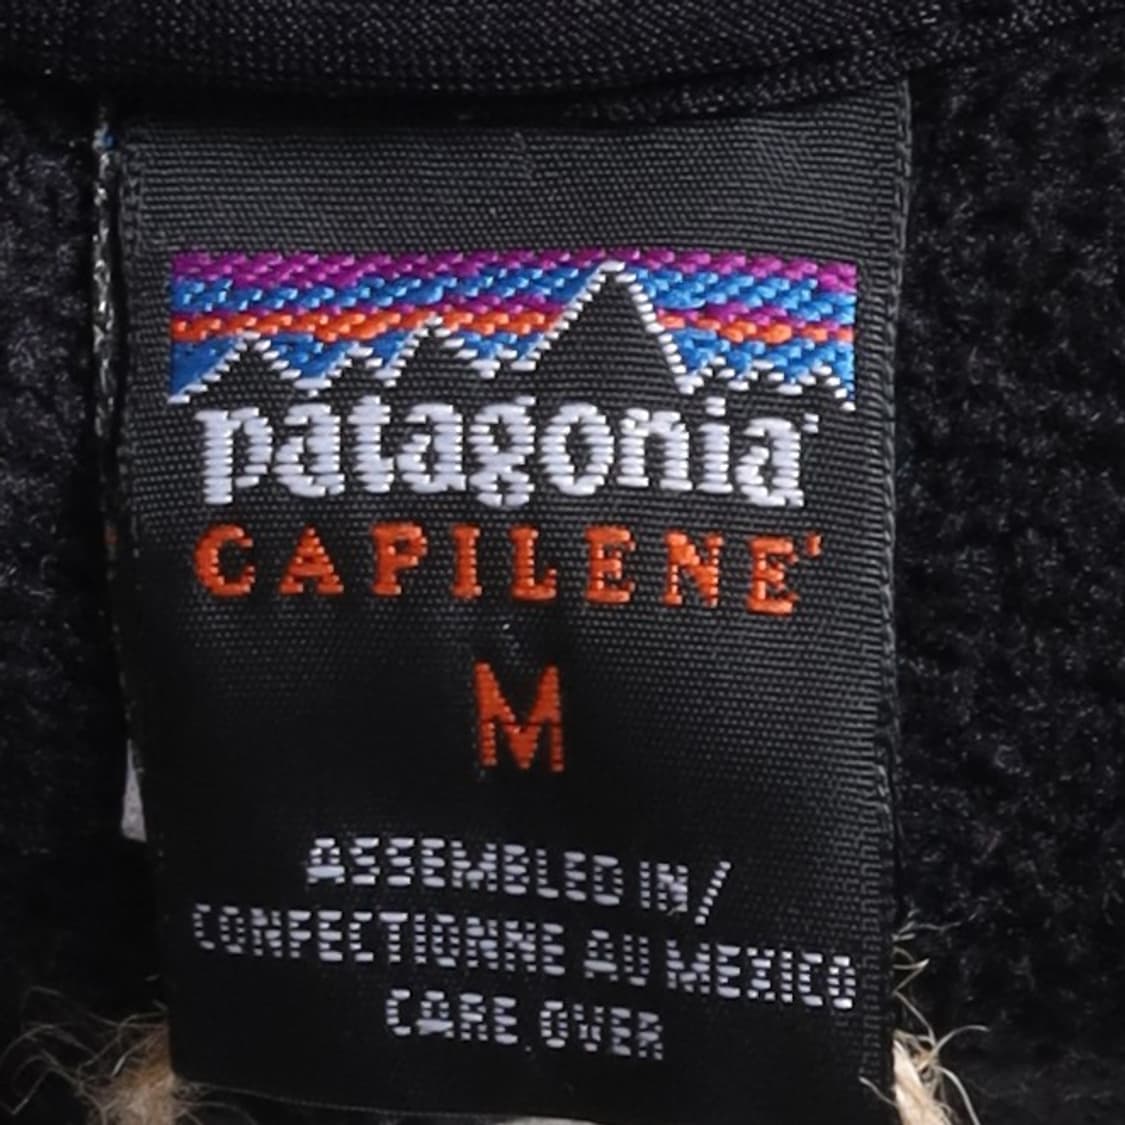 patagonia®
CAPILENE®
M
ASSEMBLED IN/
CONFECTIONNE AU MEXICO
CARE OVER